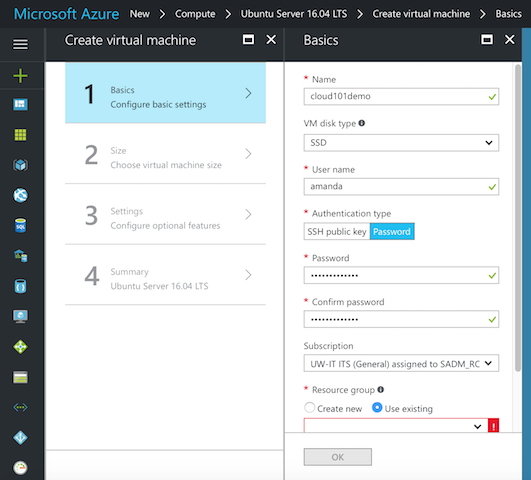 Microsoft Azure New > Compute > Ubuntu Server 16.04 LTS > Create virtual machine > Basics
Create virtual machine
1 Basics
Configure basic settings
2 Size
Choose virtual machine size
3 Settings
Configure optional features
4 Summary
Ubuntu Server 16.04 LTS
Basics
* Name
cloud101demo
VM disk type
SSD
* User name
amanda
* Authentication type
SSH public key Password
* Password
•••••••••••••
* Confirm password
•••••••••••••
Subscription
UW-IT ITS (General) assigned to SADM_RC
* Resource group
Create new Use existing
OK